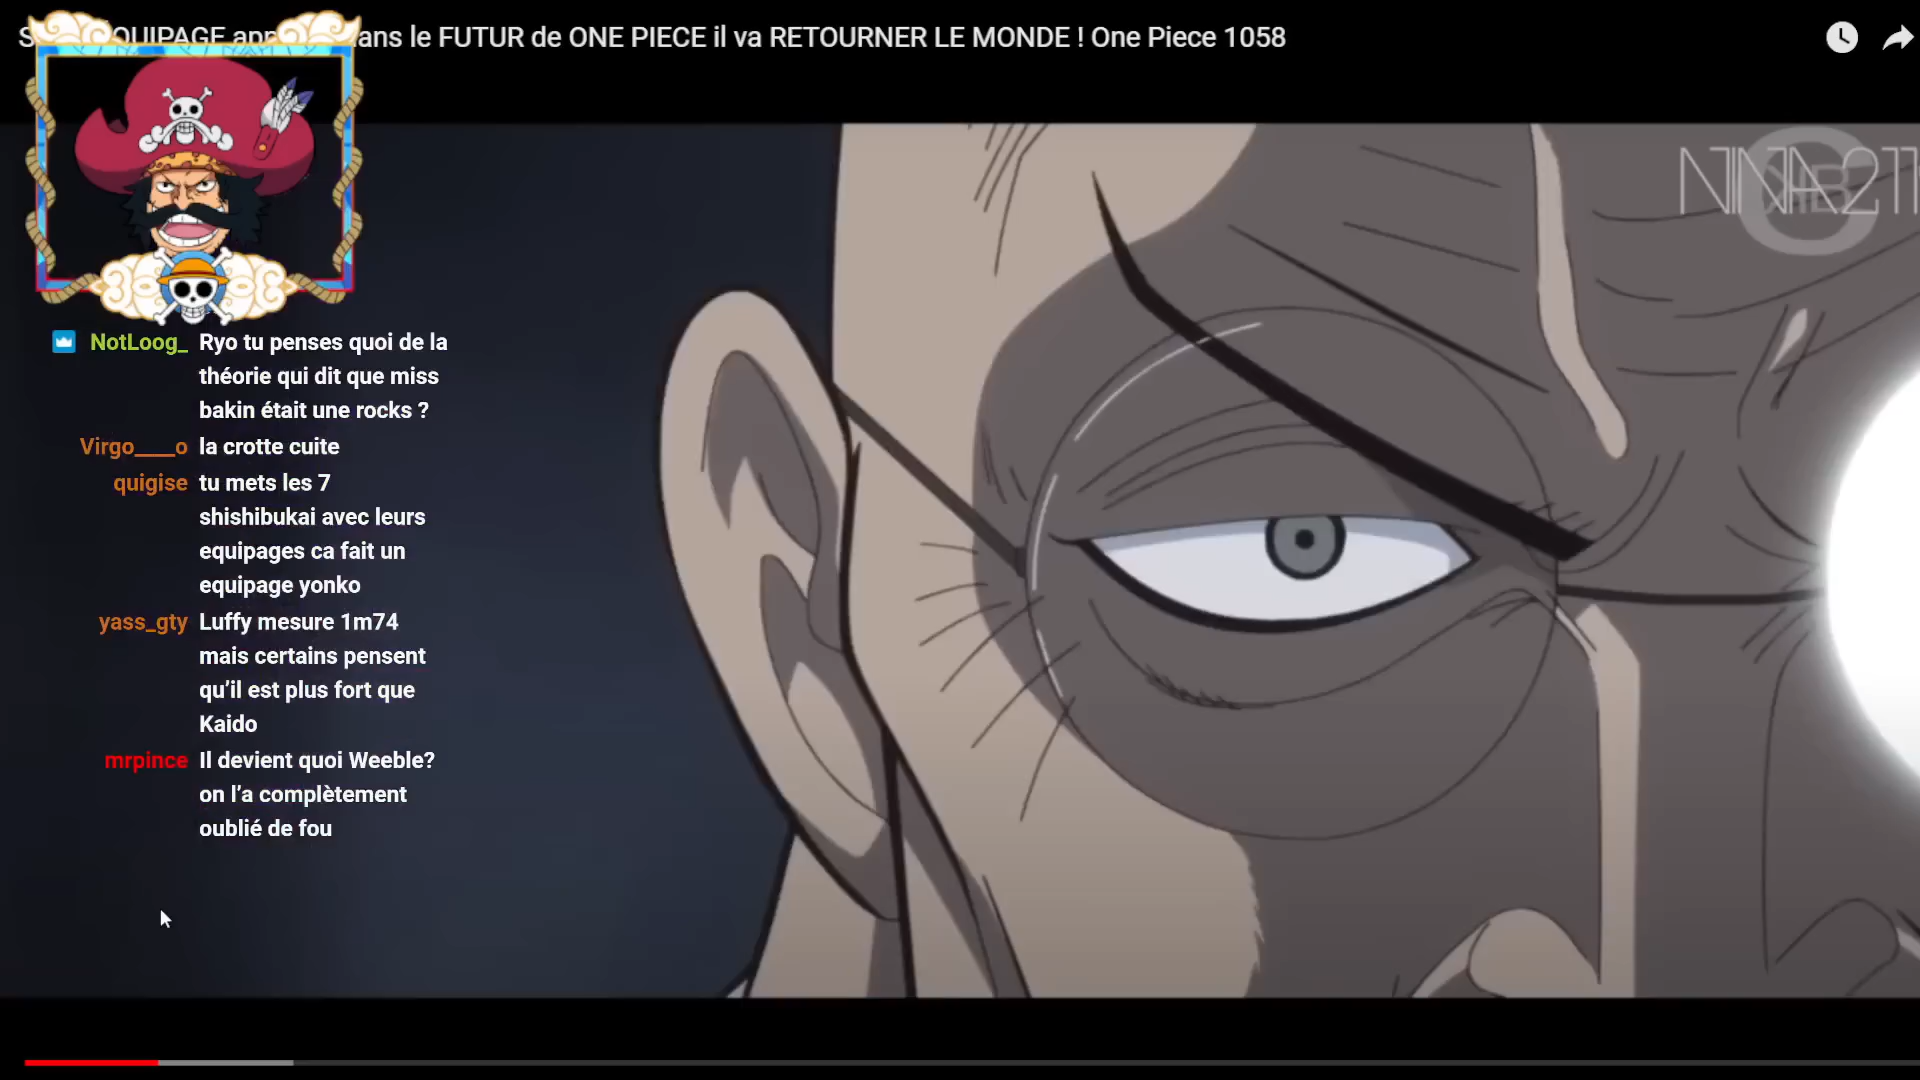 dans le FUTUR de ONE PIECE il va RETOURNER LE MONDE ! One Piece 1058
NINA211
NotLoog_ Ryo tu penses quoi de la
théorie qui dit que miss
bakin était une rocks ?
Virgo____o la crotte cuite
quigise tu mets les 7
shishibukai avec leurs
equipages ca fait un
equipage yonko
yass_gty Luffy mesure 1m74
mais certains pensent
qu'il est plus fort que
Kaido
mrpince Il devient quoi Weeble?
on l'a complètement
oublié de fou